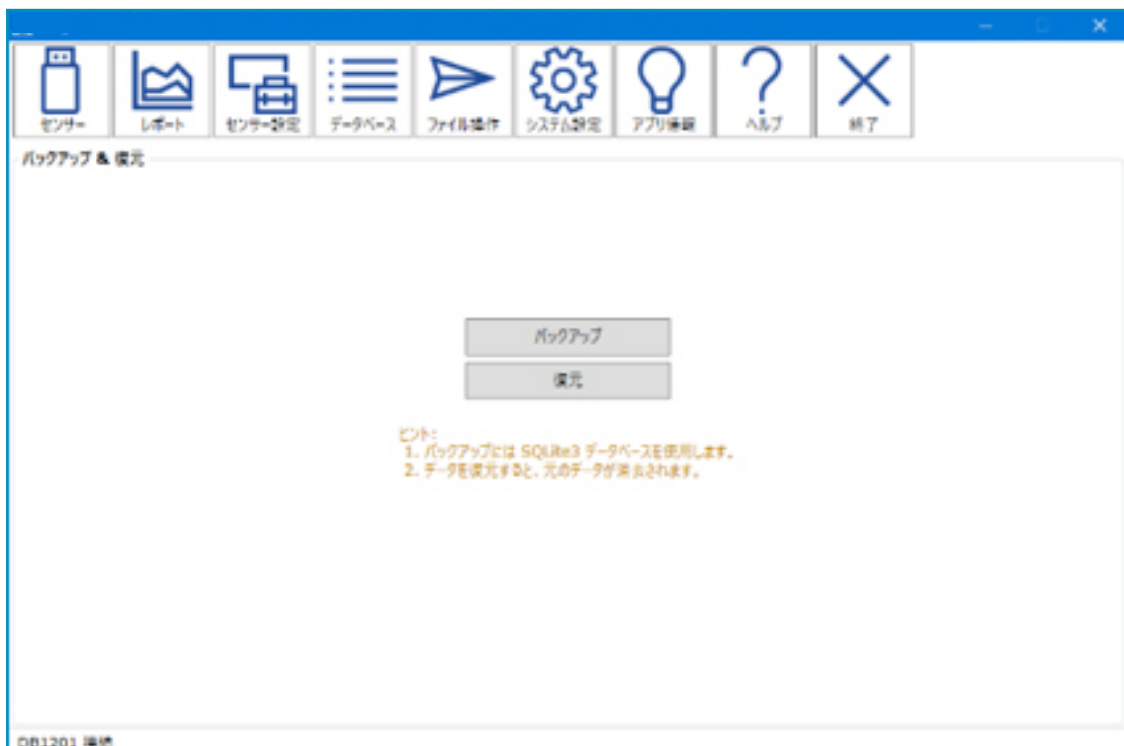 センサー
レポート
センサー設定
データベース
ファイル操作
システム設定
アプリ情報
ヘルプ
終了
バックアップ & 復元
バックアップ
復元
ヒント:
1. バックアップには SQLite3 データベースを使用します。
2. データを復元すると、元のデータが消去されます。
DB1201 接続